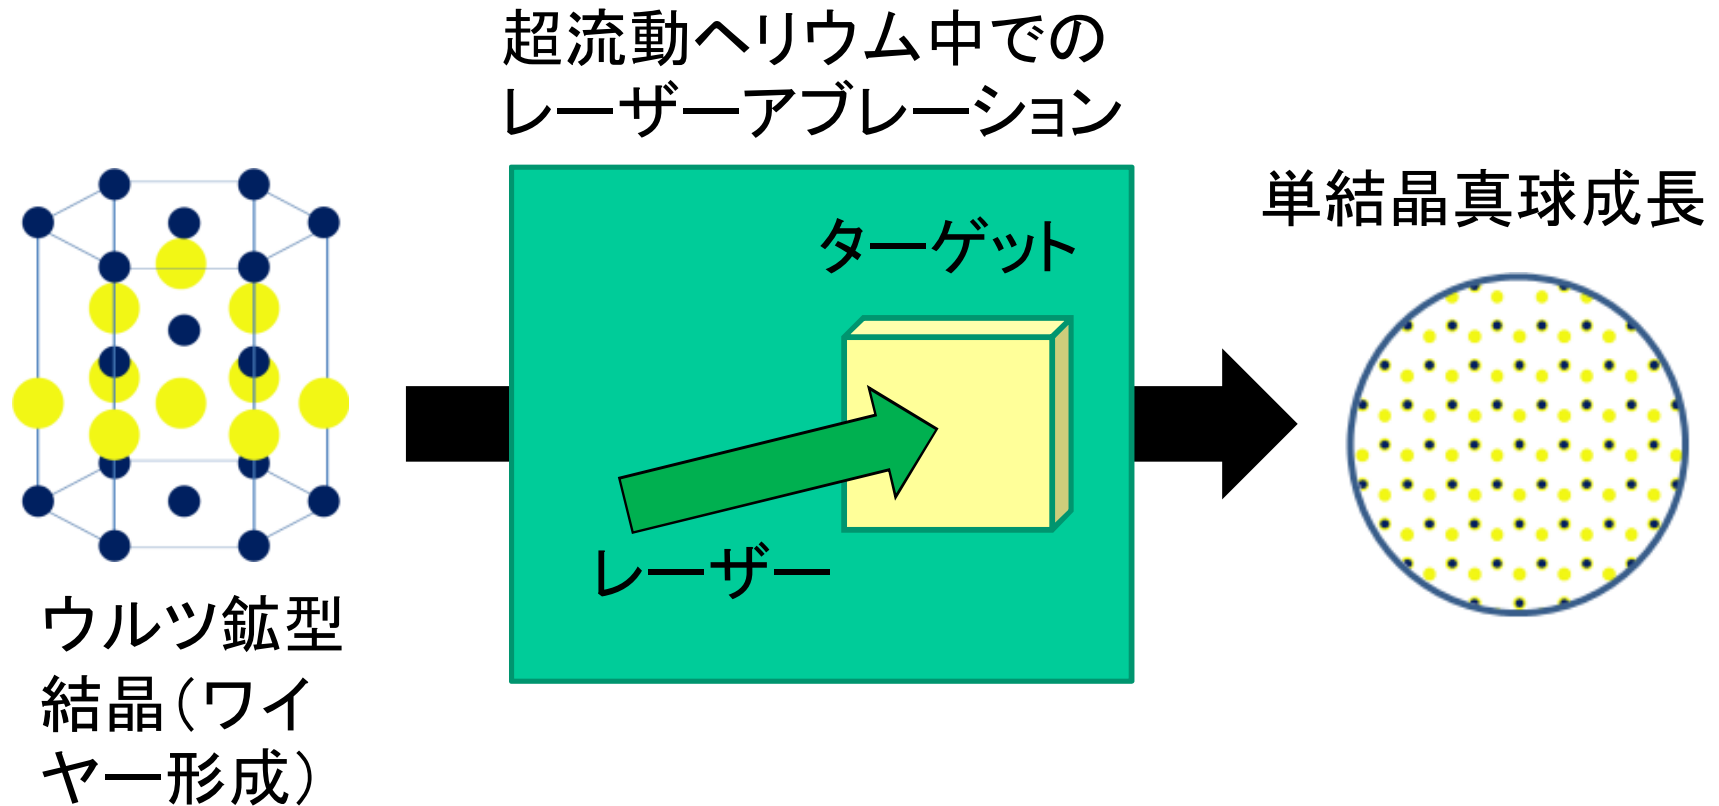 超流動ヘリウム中での
レーザーアブレーション
単結晶真球成長
ターゲット
レーザー
ウルツ鉱型
結晶（ワイ
ヤー形成）